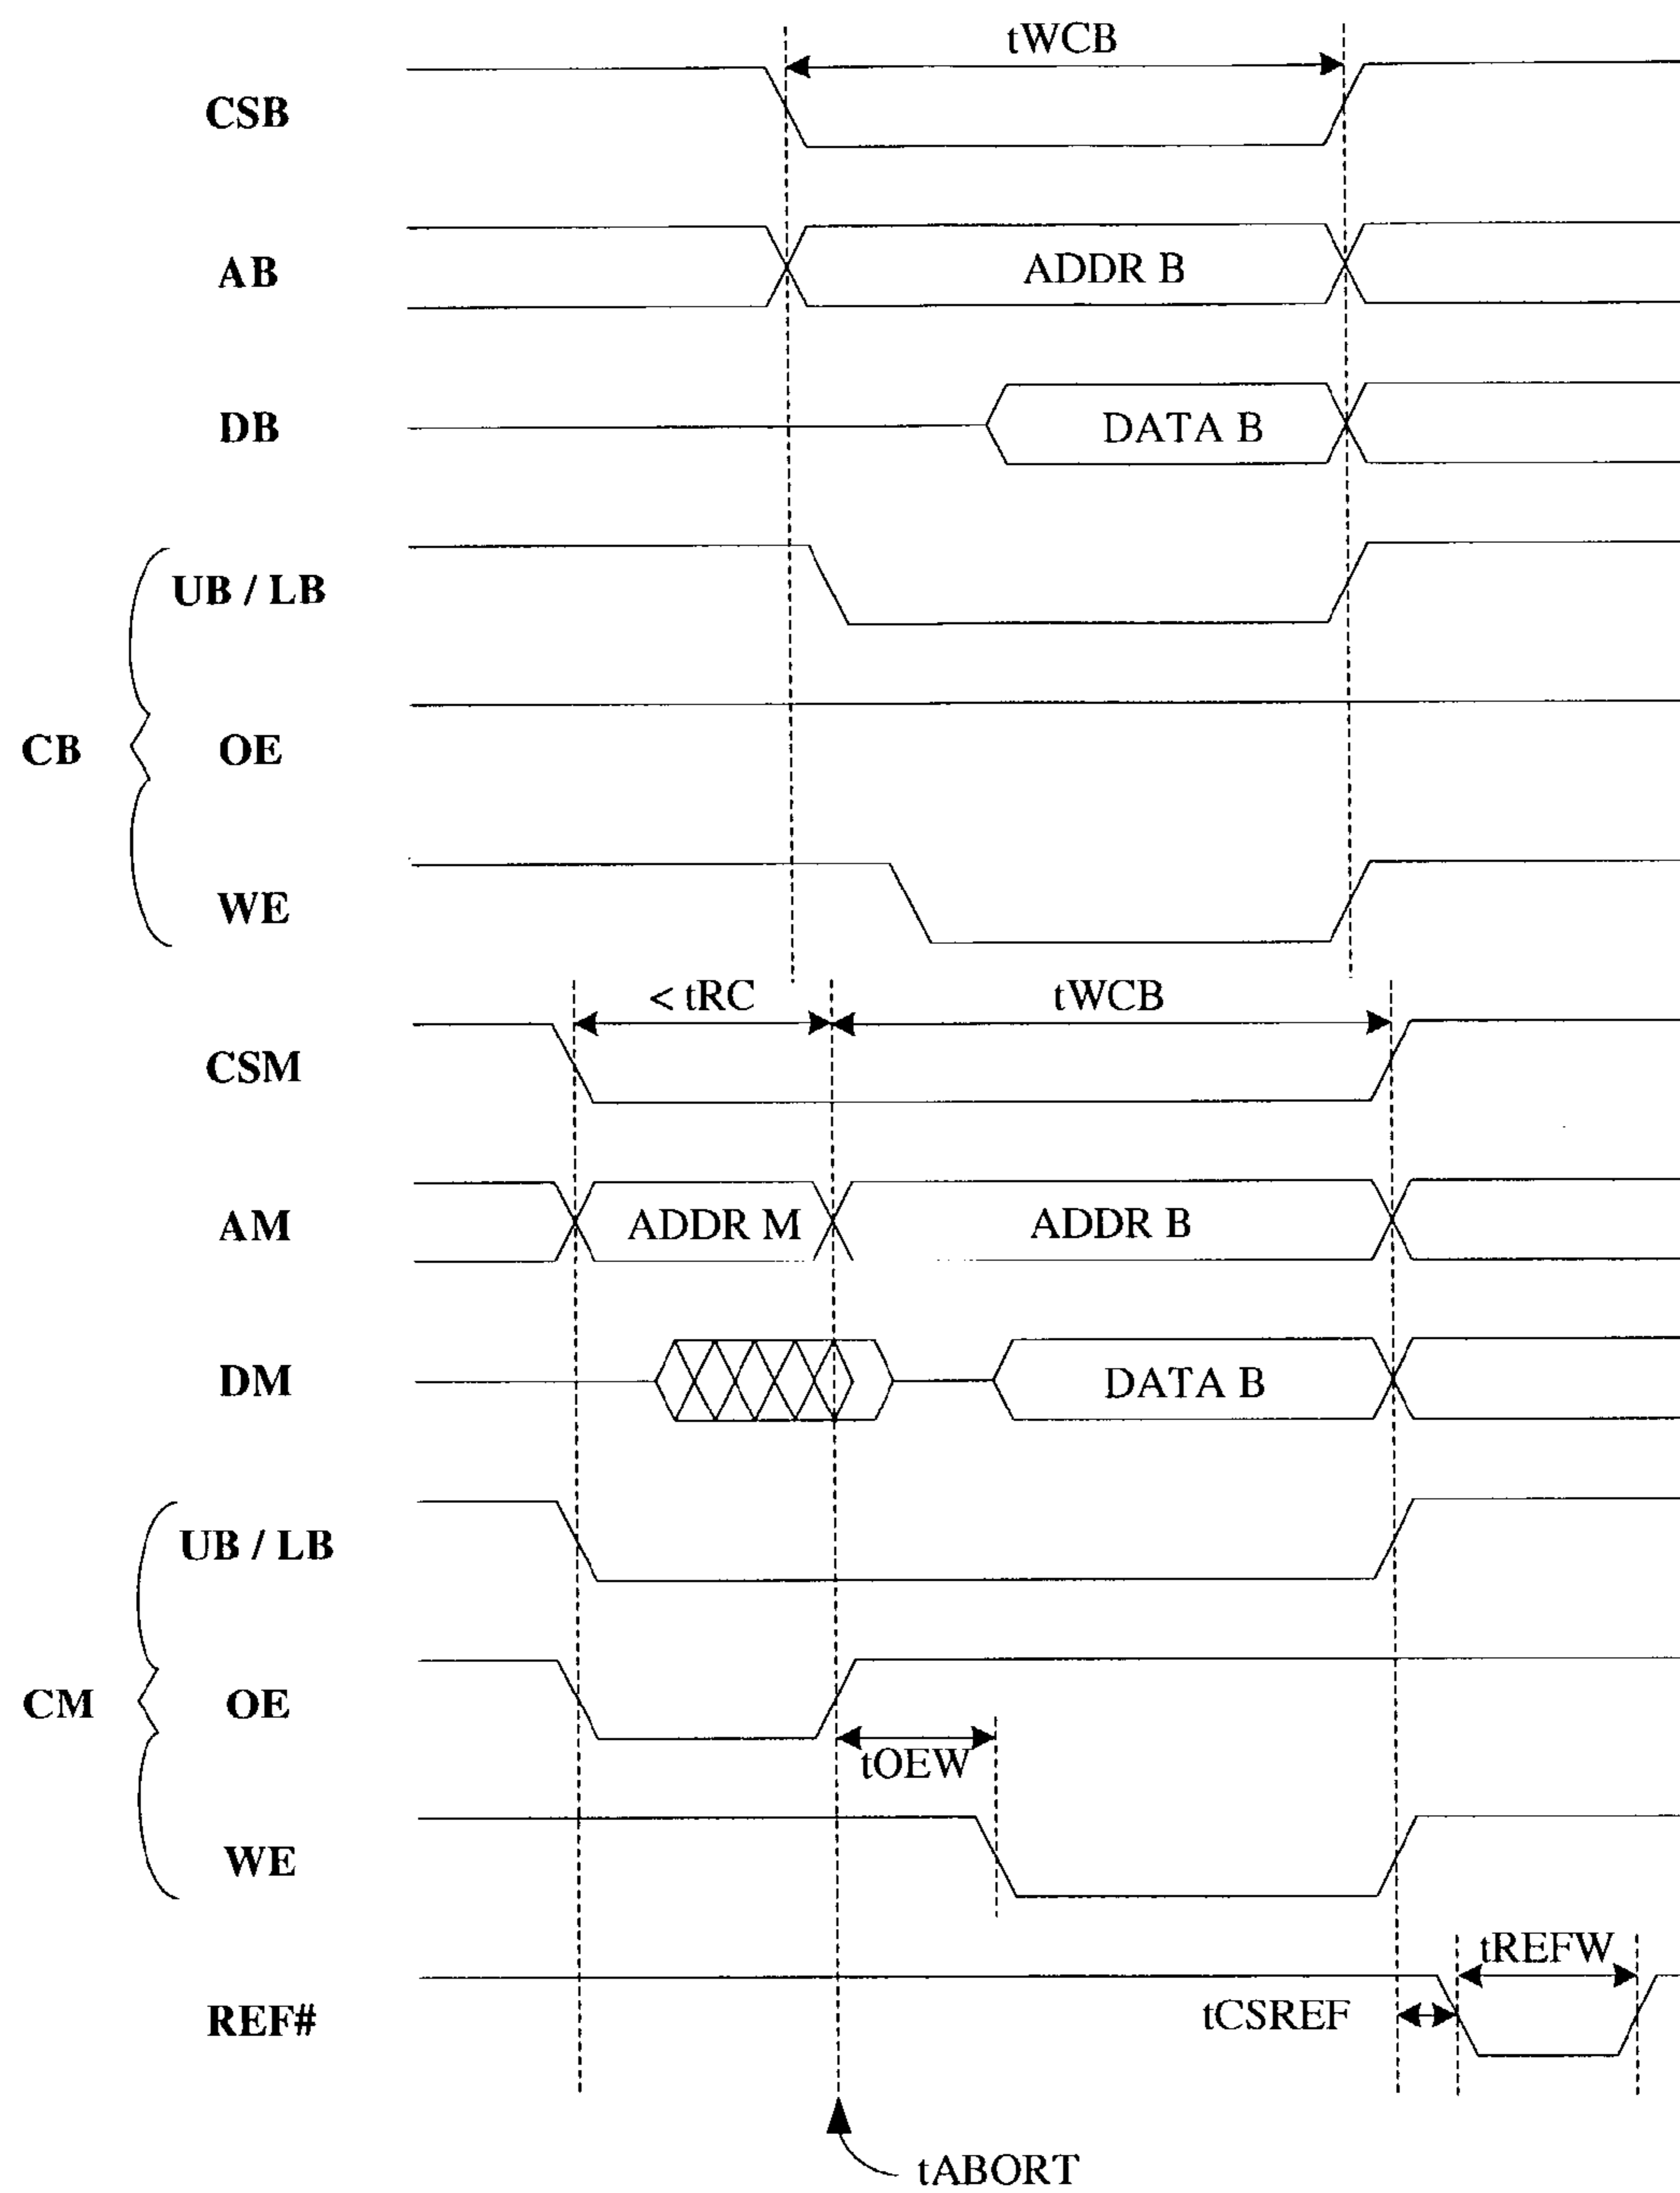 tWCB
CSB
AB
ADDR B
DB
DATA B
UB / LB
CB
OE
WE
< tRC
tWCB
CSM
AM
ADDR M
ADDR B
DM
DATA B
UB / LB
CM
OE
tOEW
WE
tREFW
tCSREF
REF#
tABORT